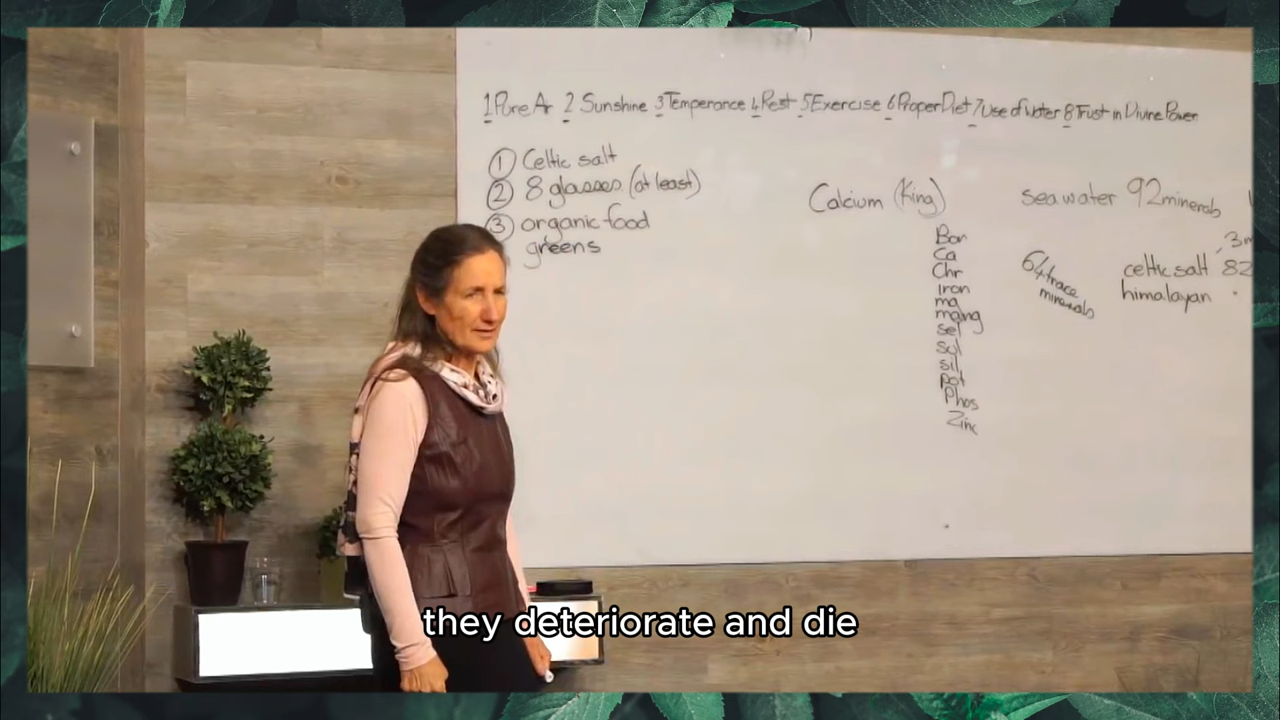 1 Pure Air 2 Sunshine 3 Temperance 4 Rest 5 Exercise 6 Proper Diet 7 Use of Water 8 Trust in Divine Power
① Celtic salt
② 8 glasses (at least)
③ organic food
greens
Calcium (King)
Bor
Ca
Chr
Iron
ma
mang
sel
sil
pot
Phos
Zinc
sea water 92 minerals
64 trace
minerals
3m
celtic salt 82
himalayan
they deteriorate and die